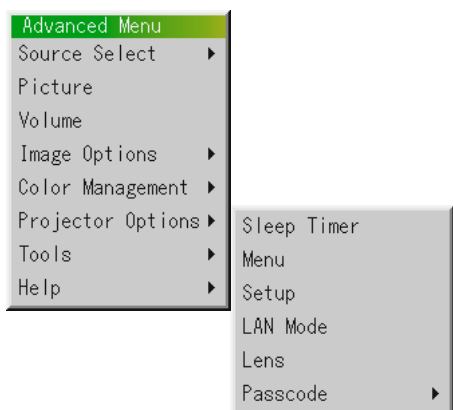 Advanced Menu
Source Select
Picture
Volume
Image Options
Color Management
Projector Options
Tools
Help
Sleep Timer
Menu
Setup
LAN Mode
Lens
Passcode